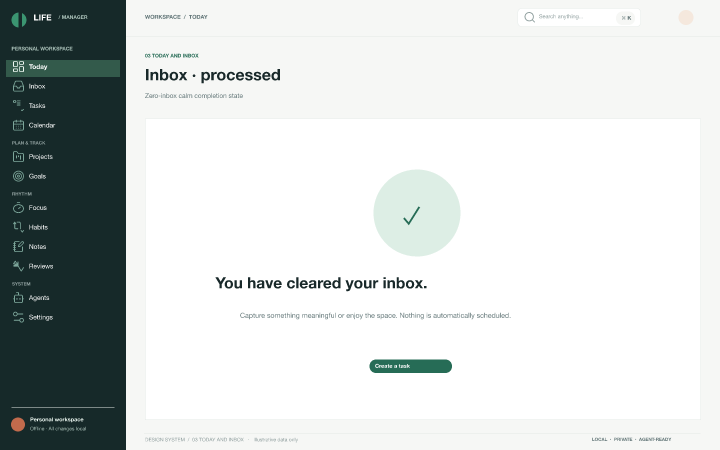 LIFE / MANAGER
PERSONAL WORKSPACE
Today
Inbox
Tasks
Calendar
PLAN & TRACK
Projects
Goals
RHYTHM
Focus
Habits
Notes
Reviews
SYSTEM
Agents
Settings
Personal workspace
Offline · All changes local
WORKSPACE / TODAY
Search anything...
⌘ K
03 TODAY AND INBOX
Inbox · processed
Zero-inbox calm completion state
You have cleared your inbox.
Capture something meaningful or enjoy the space. Nothing is automatically scheduled.
Create a task
DESIGN SYSTEM / 03 TODAY AND INBOX · Illustrative data only
LOCAL · PRIVATE · AGENT-READY